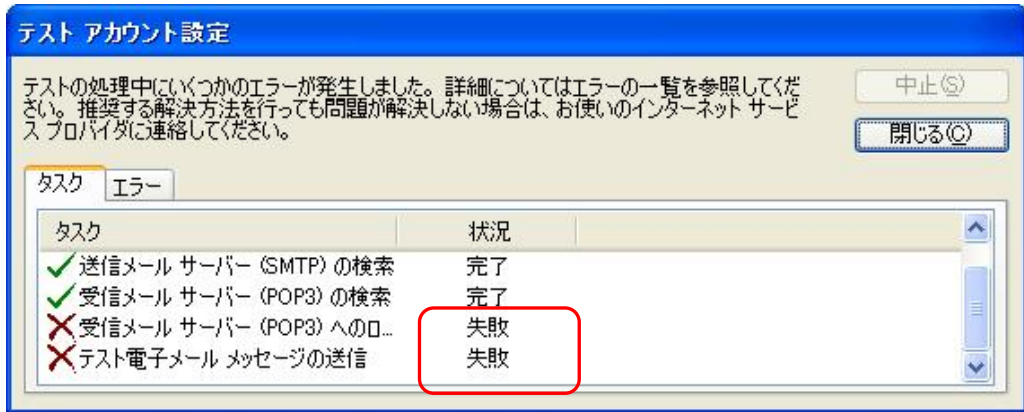 テスト アカウント設定
テストの処理中にいくつかのエラーが発生しました。詳細についてはエラーの一覧を参照してくだ
さい。推奨する解決方法を行っても問題が解決しない場合は、お使いのインターネット サービ
ス プロバイダに連絡してください。
中止(S)
閉じる(C)
タスク エラー
タスク 状況
送信メール サーバー (SMTP) の検索 完了
受信メール サーバー (POP3) の検索 完了
受信メール サーバー (POP3) へのロ... 失敗
テスト電子メール メッセージの送信 失敗